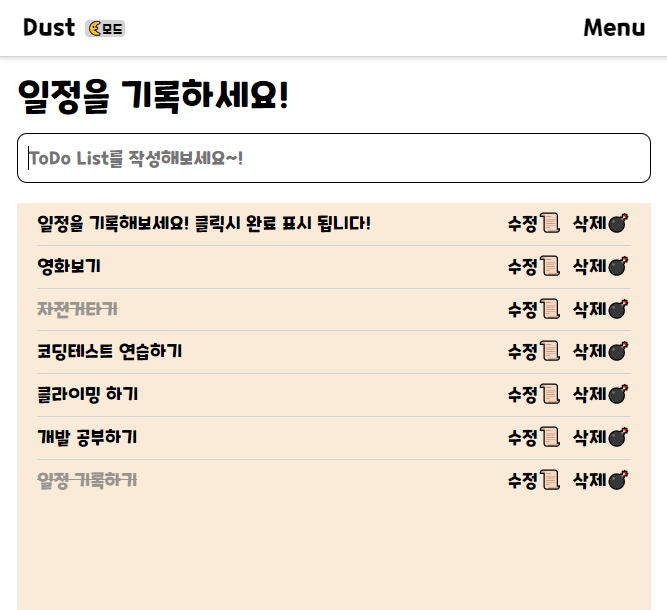 Dust 🌜모드 Menu
일정을 기록하세요!
ToDo List를 작성해보세요~!
일정을 기록해보세요! 클릭시 완료 표시 됩니다! 수정📜 삭제💣
영화보기 수정📜 삭제💣
자전거타기 수정📜 삭제💣
코딩테스트 연습하기 수정📜 삭제💣
클라이밍 하기 수정📜 삭제💣
개발 공부하기 수정📜 삭제💣
일정 기록하기 수정📜 삭제💣